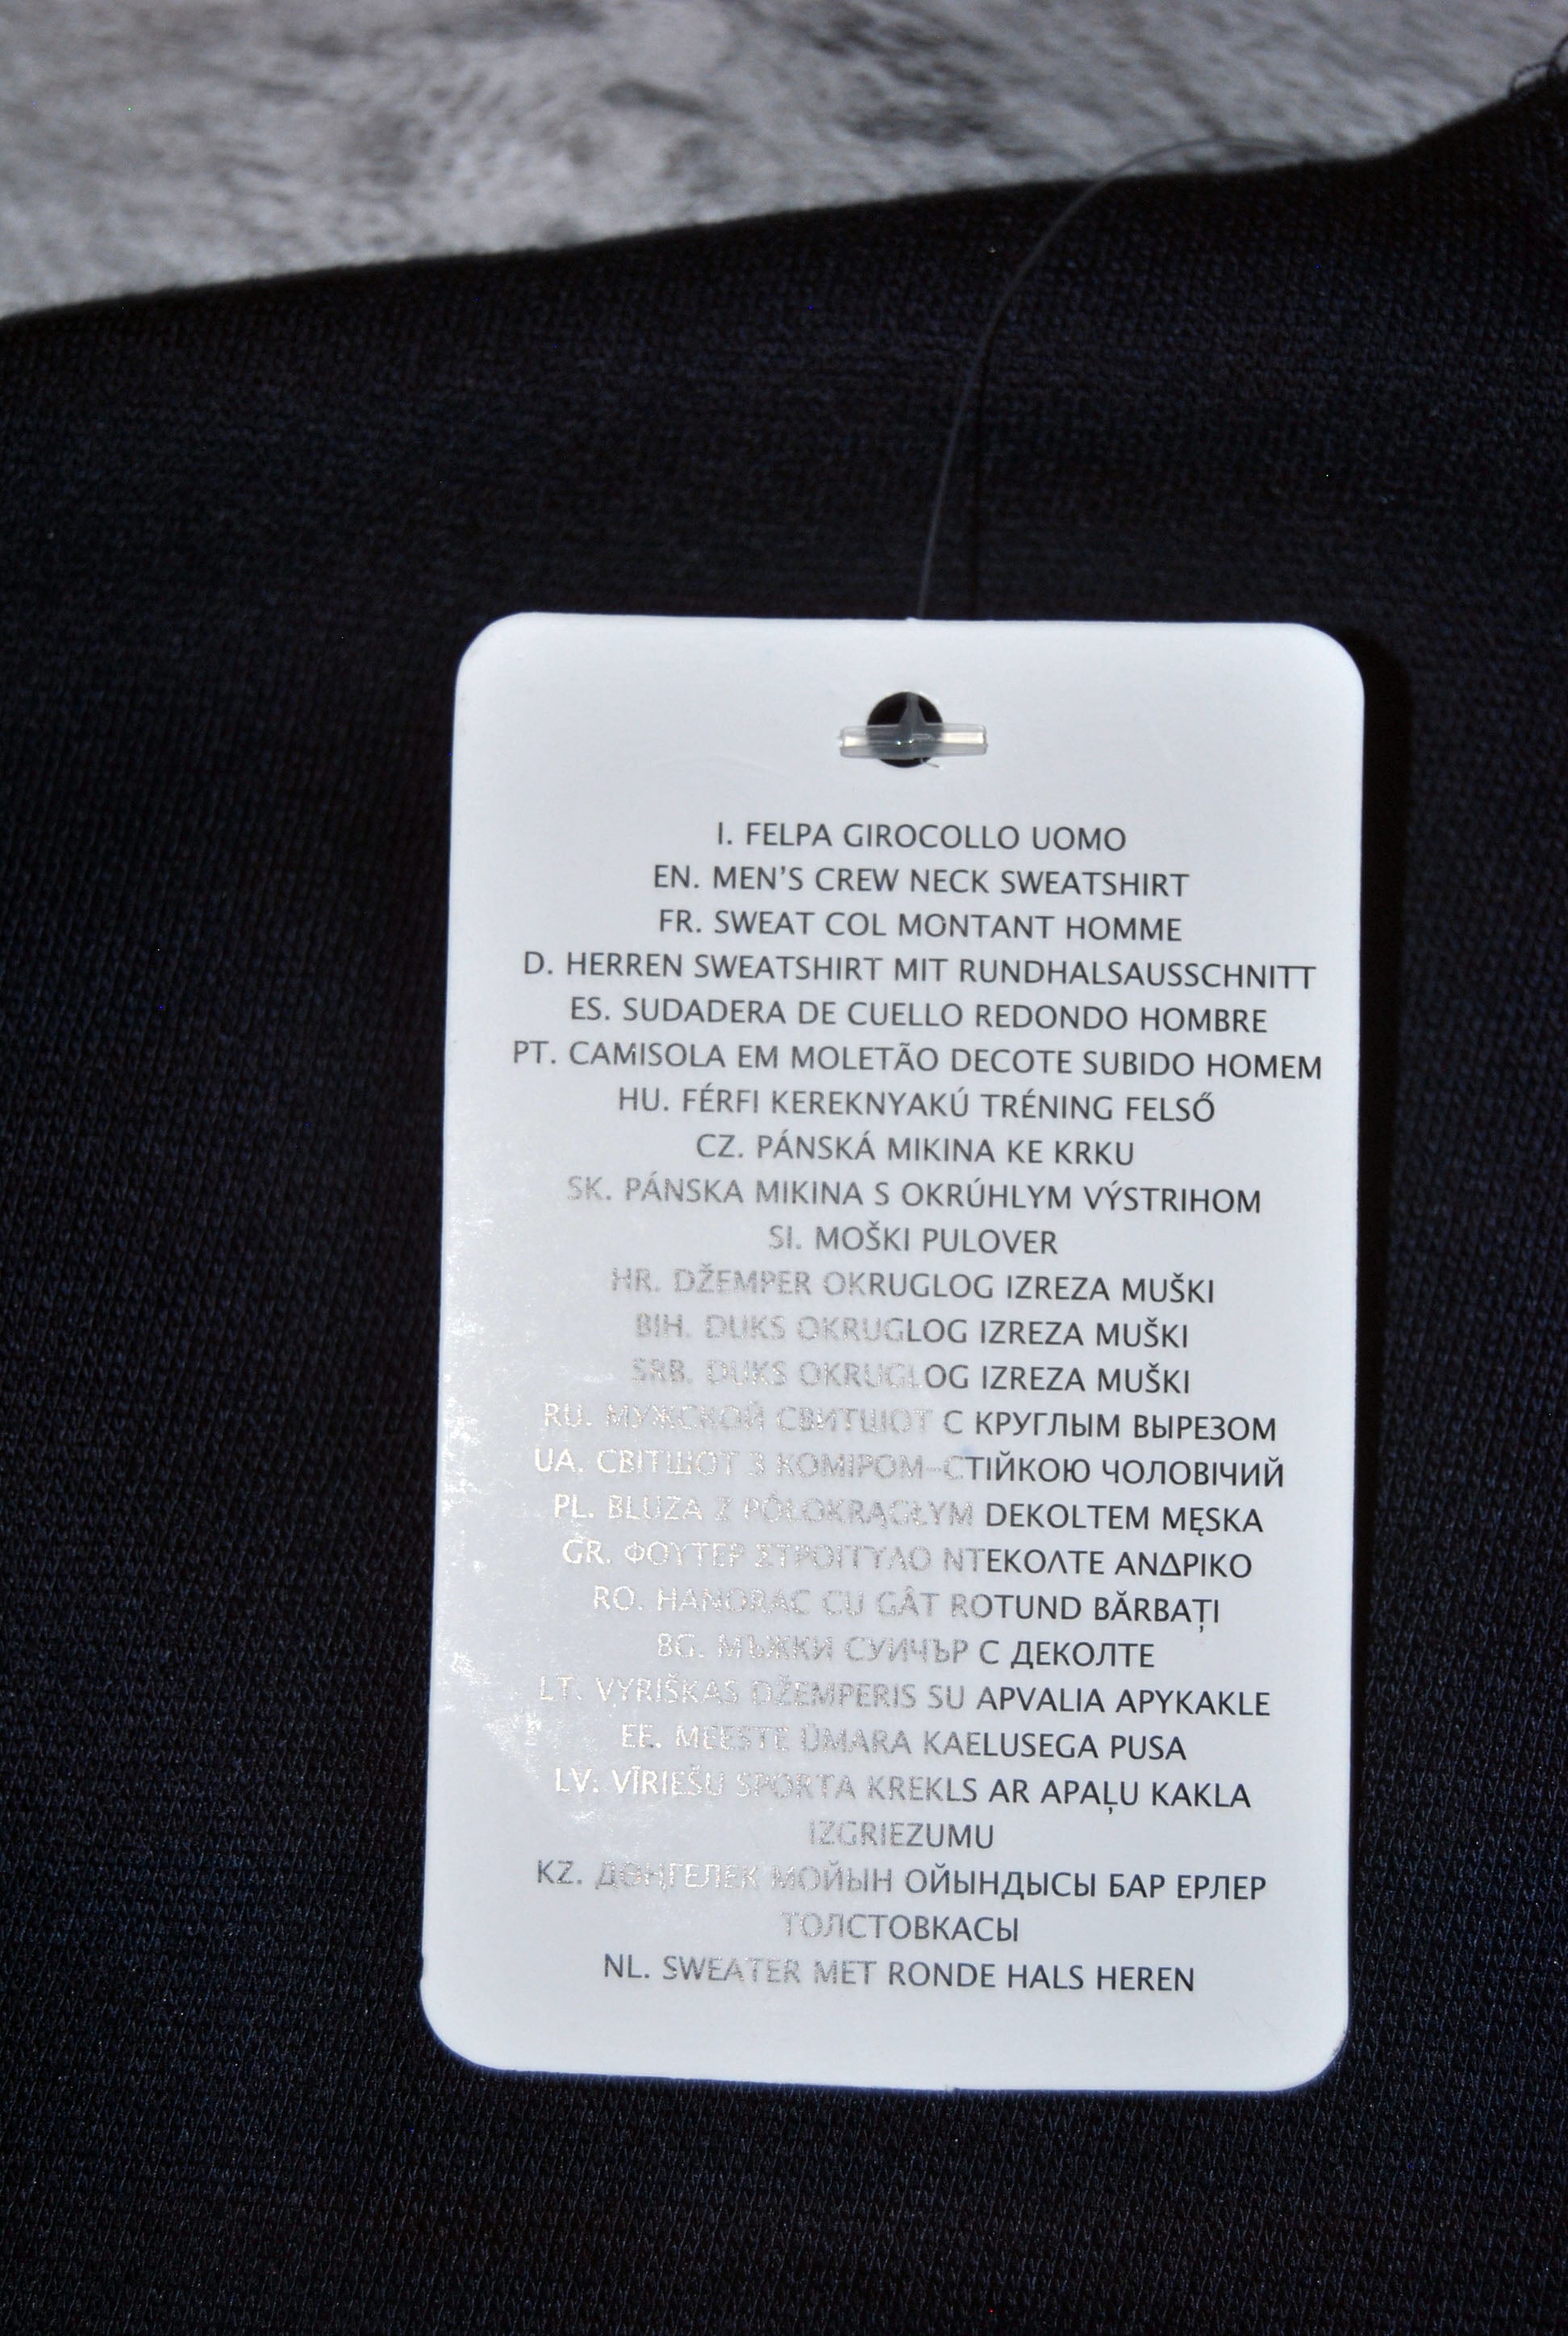 I. FELPA GIROCOLLO UOMO
EN. MEN'S CREW NECK SWEATSHIRT
FR. SWEAT COL MONTANT HOMME
D. HERREN SWEATSHIRT MIT RUNDHALSAUSSCHNITT
ES. SUDADERA DE CUELLO REDONDO HOMBRE
PT. CAMISOLA EM MOLETÃO DECOTE SUBIDO HOMEM
HU. FÉRFI KEREKNYAKÚ TRÉNING FELSŐ
CZ. PÁNSKÁ MIKINA KE KRKU
SK. PÁNSKA MIKINA S OKRÚHLYM VÝSTRIHOM
SI. MOŠKI PULOVER
HR. DŽEMPER OKRUGLOG IZREZA MUŠKI
BIH. DUKS OKRUGLOG IZREZA MUŠKI
SRB. DUKS OKRUGLOG IZREZA MUŠKI
RU. МУЖСКОЙ СВИТШОТ С КРУГЛЫМ ВЫРЕЗОМ
UA. СВІТШОТ З КОМІРОМ-СТІЙКОЮ ЧОЛОВІЧИЙ
PL. BLUZA Z PÓŁOKRĄGŁYM DEKOLTEM MĘSKA
GR. ΦΟΥΤΕΡ ΣΤΡΟΓΓΥΛΟ ΝΤΕΚΟΛΤΕ ΑΝΔΡΙΚΟ
RO. HANORAC CU GÂT ROTUND BĂRBAȚI
BG. МЪЖКИ СУИЧЪР С ДЕКОЛТЕ
LT. VYRIŠKAS DŽEMPERIS SU APVALIA APYKAKLE
EE. MEESTE ÜMARA KAELUSEGA PUSA
LV. VĪRIEŠU SPORTA KREKLS AR APAĻU KAKLA
IZGRIEZUMU
KZ. ДӨҢГЕЛЕК МОЙЫН ОЙЫНДЫСЫ БАР ЕРЛЕР
ТОЛСТОВКАСЫ
NL. SWEATER MET RONDE HALS HEREN